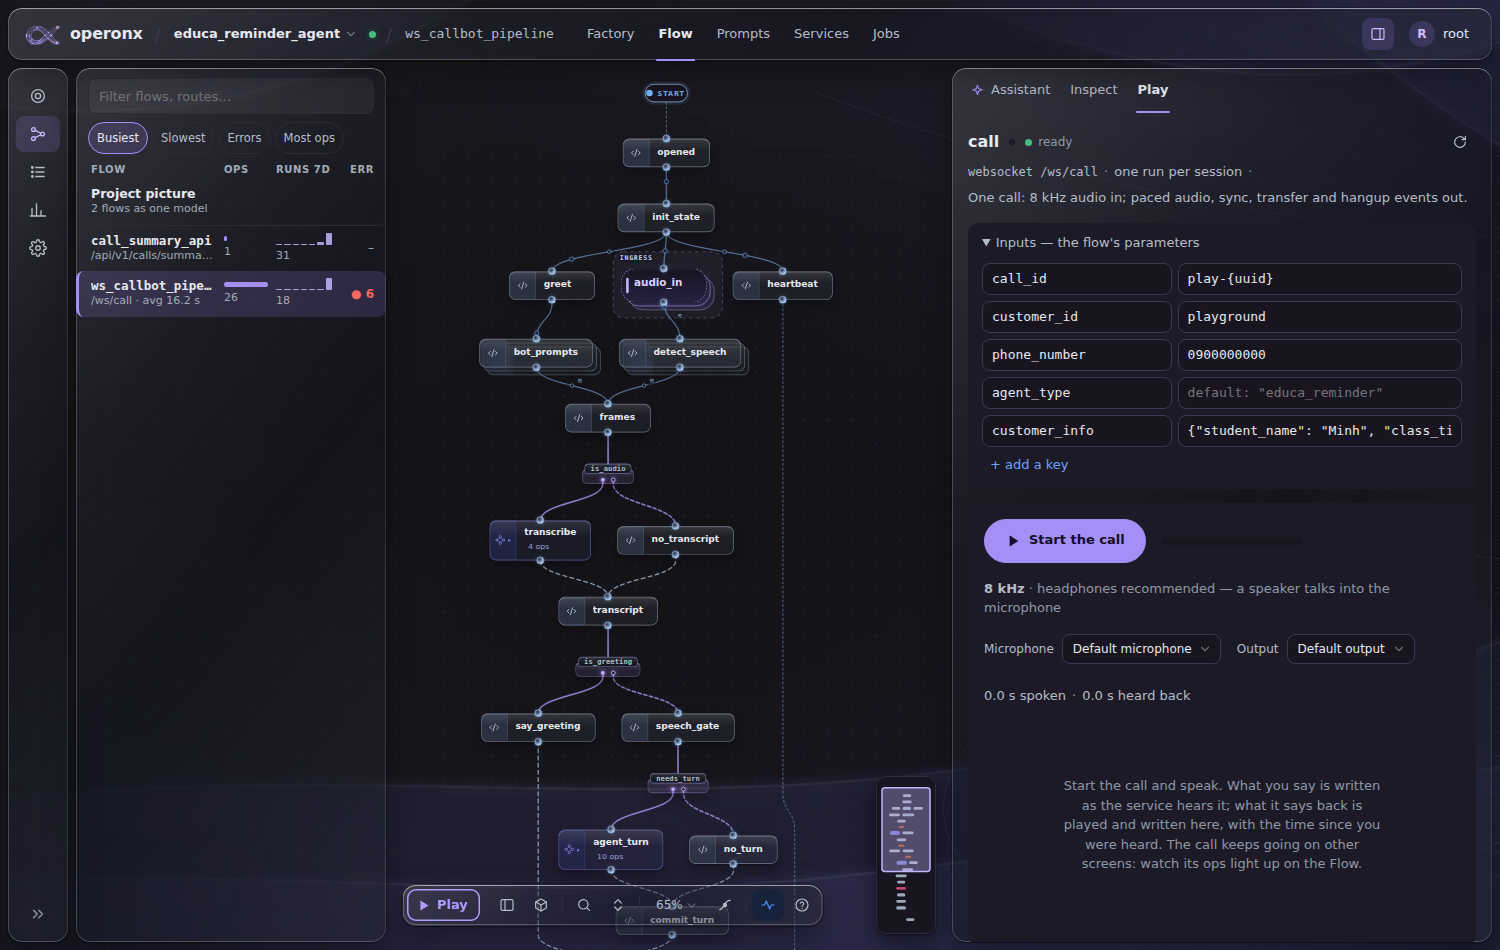 operonx / educa_reminder_agent / ws_callbot_pipeline Factory Flow Prompts Services Jobs R root
Filter flows, routes…
Busiest Slowest Errors Most ops
FLOW OPS RUNS 7D ERR
Project picture
2 flows as one model
call_summary_api
/api/v1/calls/summa… 1 31 –
ws_callbot_pipe…
/ws/call · avg 16.2 s 26 18 6
START
opened
init_state
INGRESS
greet
audio_in
heartbeat
bot_prompts
detect_speech
frames
is_audio
transcribe
4 ops
no_transcript
transcript
is_greeting
say_greeting
speech_gate
needs_turn
agent_turn
10 ops
no_turn
commit_turn
Play 65%
Assistant Inspect Play
call ready
websocket /ws/call · one run per session ·
One call: 8 kHz audio in; paced audio, sync, transfer and hangup events out.
Inputs — the flow's parameters
call_id play-{uuid}
customer_id playground
phone_number 0900000000
agent_type default: "educa_reminder"
customer_info {"student_name": "Minh", "class_ti
+ add a key
Start the call
8 kHz · headphones recommended — a speaker talks into the
microphone
Microphone Default microphone Output Default output
0.0 s spoken · 0.0 s heard back
Start the call and speak. What you say is written
as the service hears it; what it says back is
played and written here, with the time since you
were heard. The call keeps going on other
screens: watch its ops light up on the Flow.